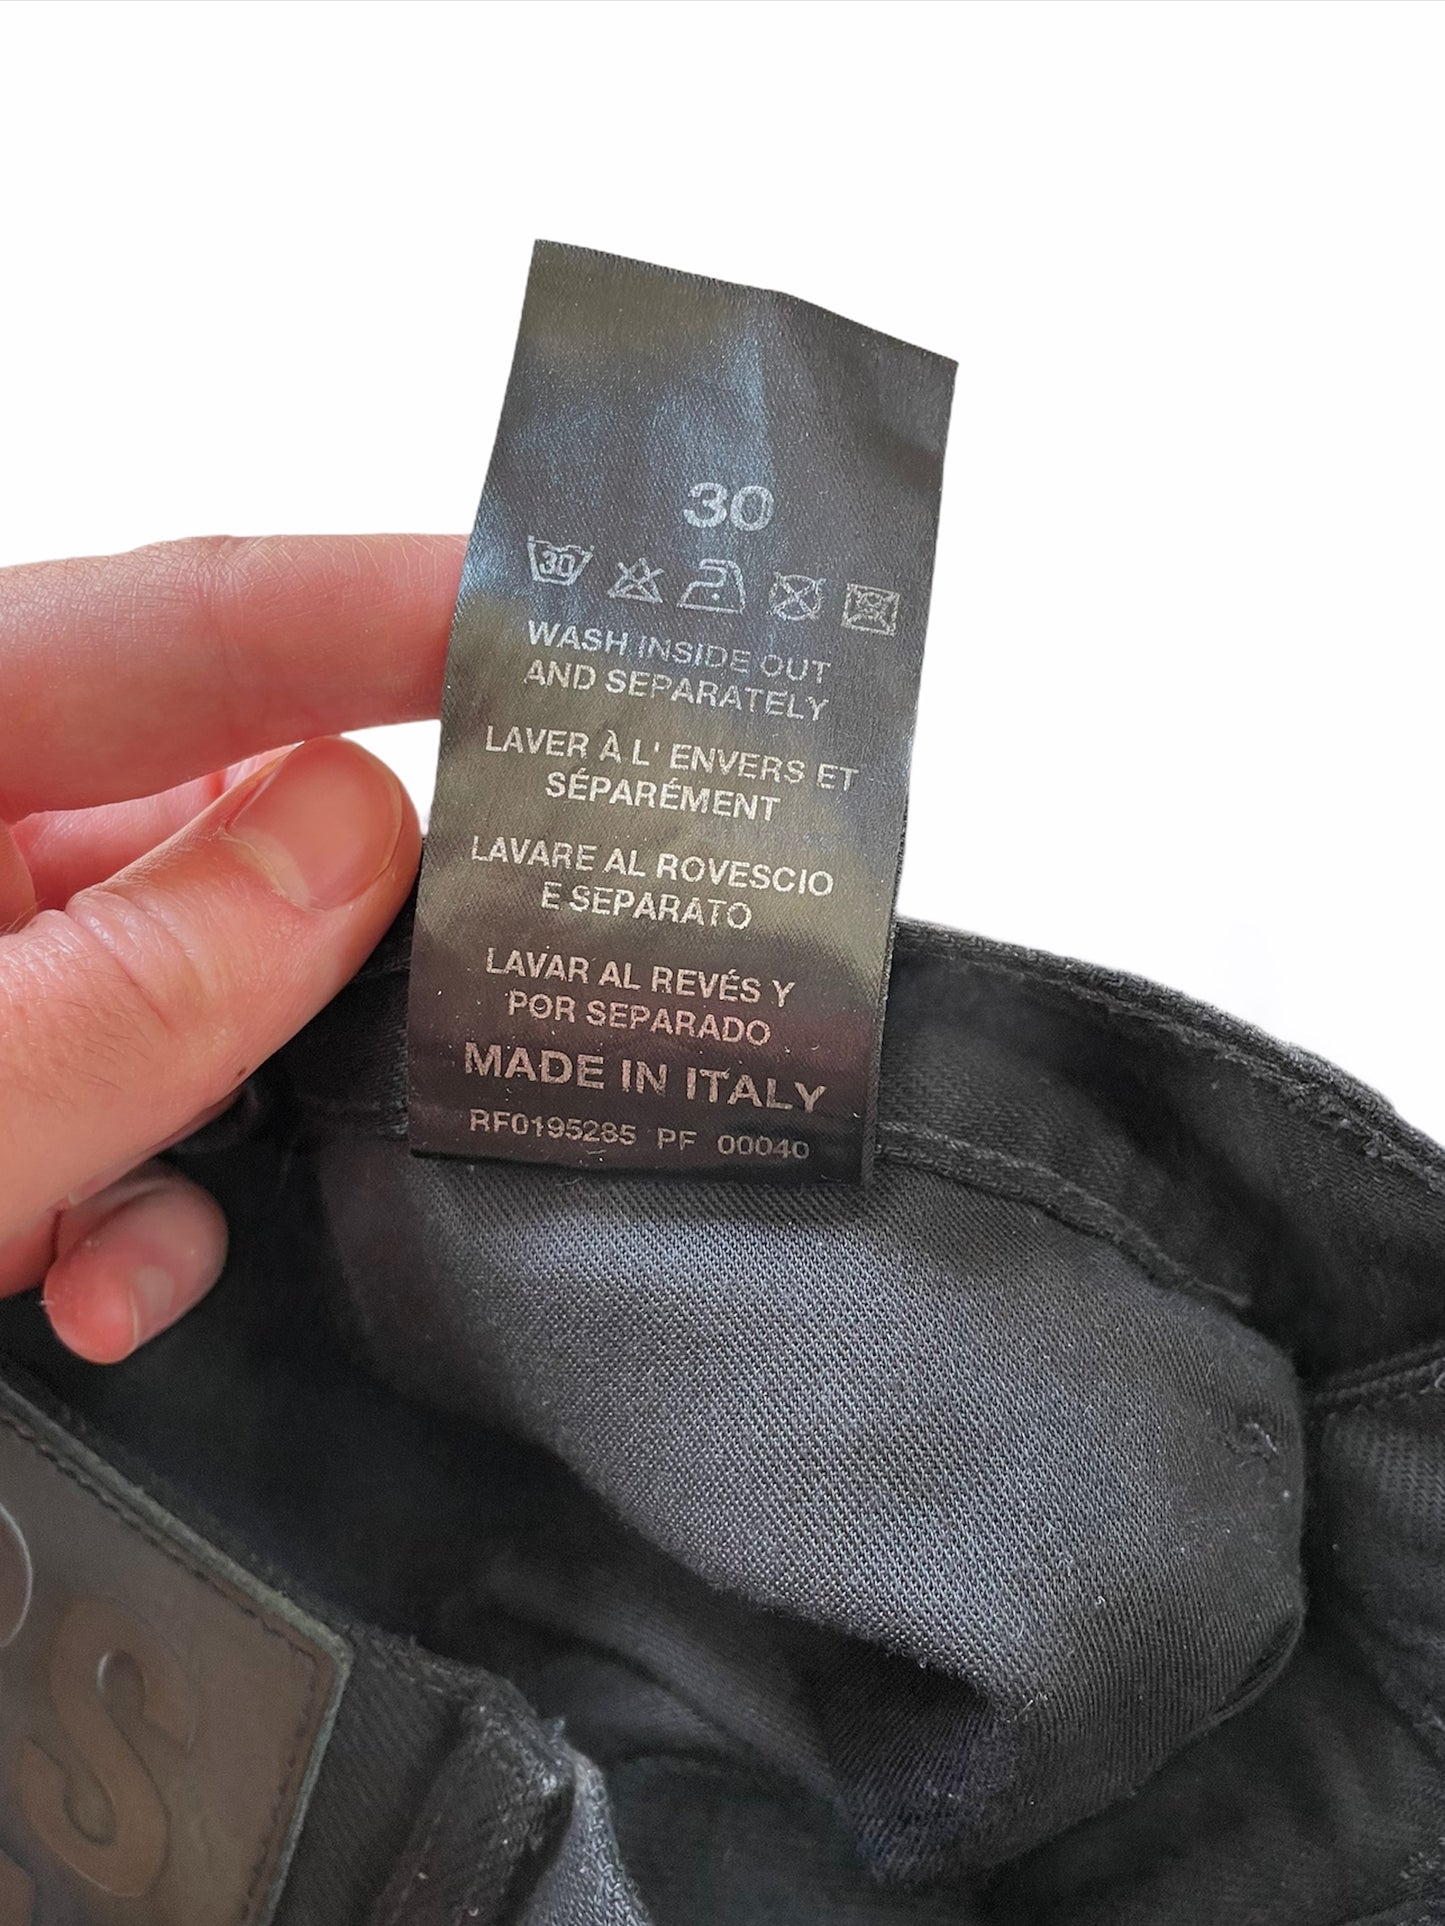 30
30
WASH INSIDE OUT
AND SEPARATELY
LAVER À L' ENVERS ET
SÉPARÉMENT
LAVARE AL ROVESCIO
E SEPARATO
LAVAR AL REVÉS Y
POR SEPARADO
MADE IN ITALY
RF0195285 PF 00040
S